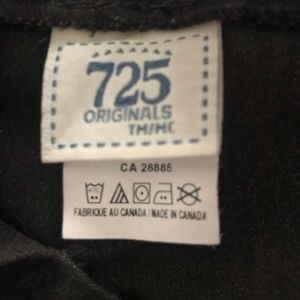 725
ORIGINALS
TM/MC
CA 28885
FABRIQUE AU CANADA / MADE IN CANADA